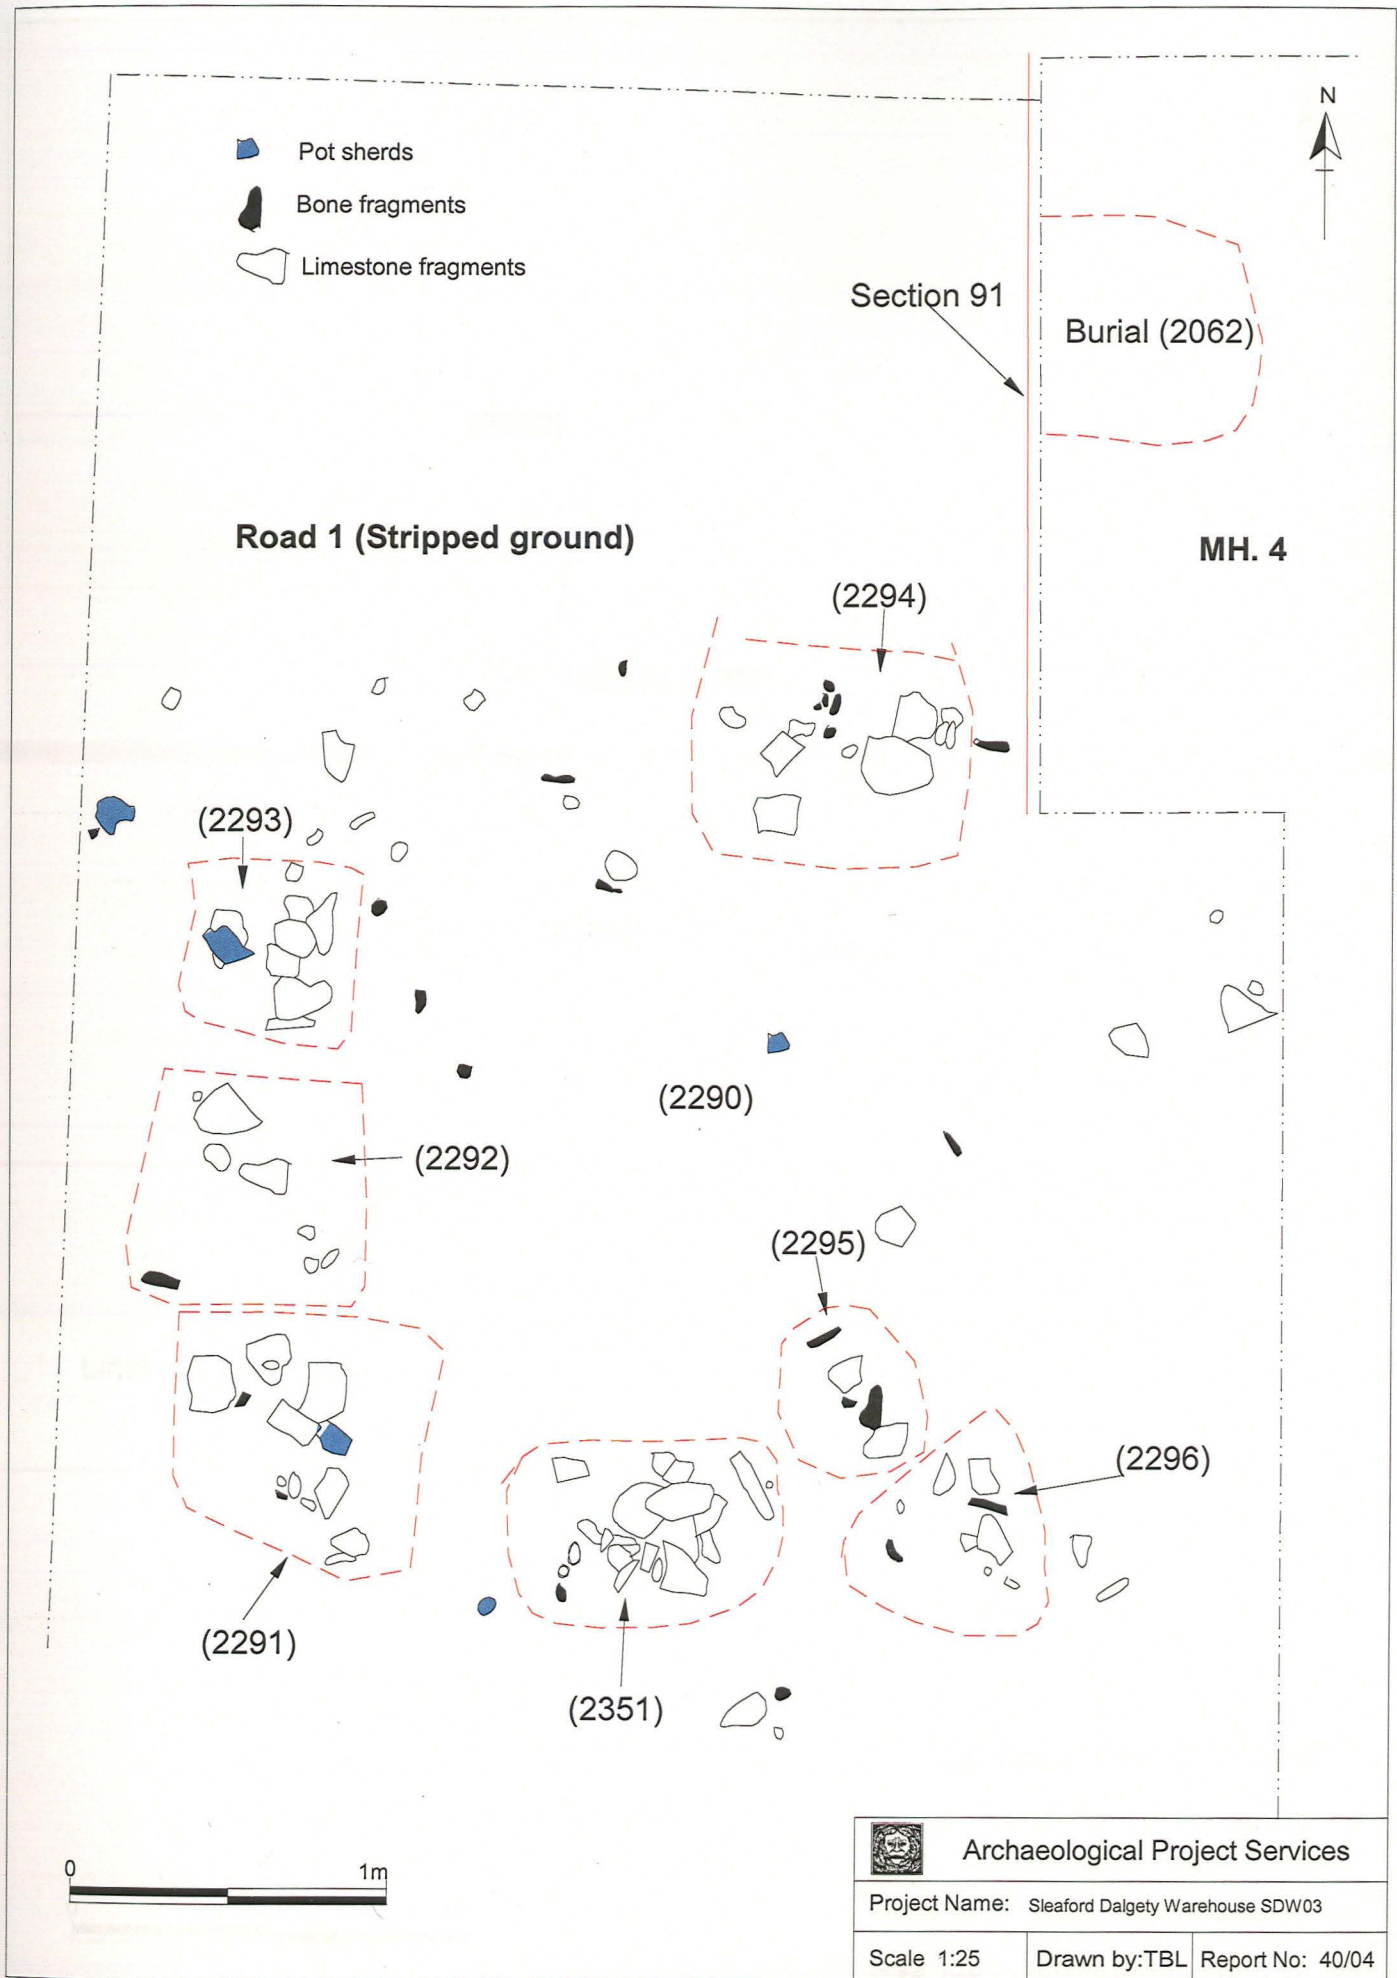 N
Pot sherds
Bone fragments
Limestone fragments
Section 91
Burial (2062)
Road 1 (Stripped ground)
MH. 4
(2294)
(2293)
(2290)
(2292)
(2295)
(2296)
(2291)
(2351)
0 1m
Archaeological Project Services
Project Name: Sleaford Dalgety Warehouse SDW03
Scale 1:25 Drawn by:TBL Report No: 40/04